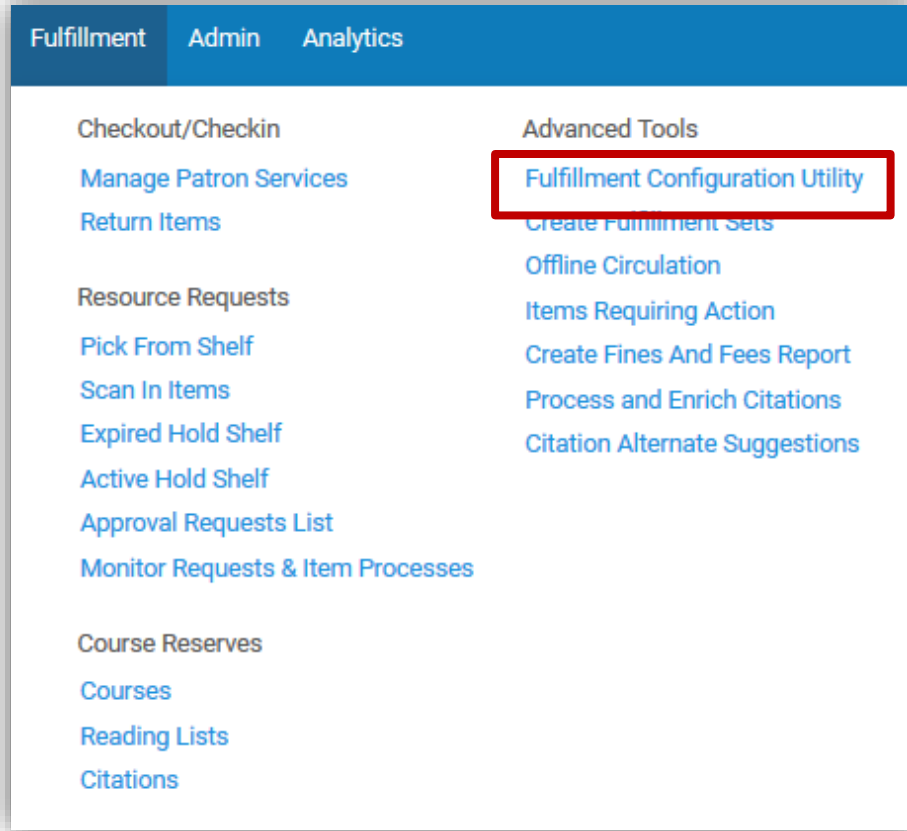 Fulfillment Admin Analytics
Checkout/Checkin
Manage Patron Services
Return Items
Resource Requests
Pick From Shelf
Scan In Items
Expired Hold Shelf
Active Hold Shelf
Approval Requests List
Monitor Requests & Item Processes
Course Reserves
Courses
Reading Lists
Citations
Advanced Tools
Fulfillment Configuration Utility
Create Fulfillment Sets
Offline Circulation
Items Requiring Action
Create Fines And Fees Report
Process and Enrich Citations
Citation Alternate Suggestions